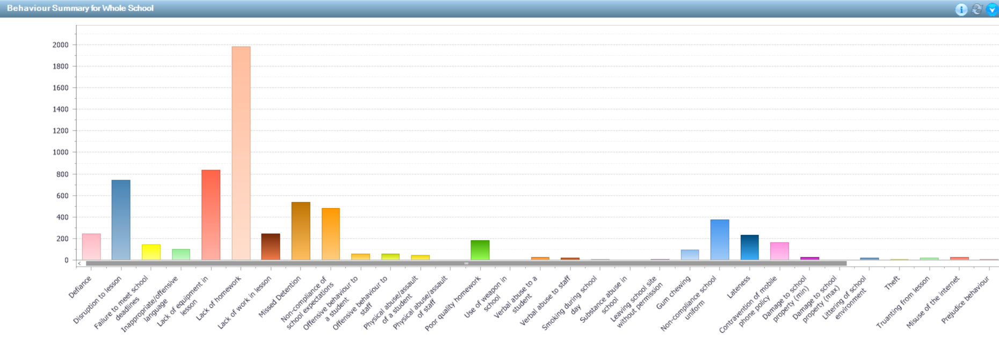 Behaviour Summary for Whole School
2000
1800
1600
1400
1200
1000
800
600
400
200
0
Defiance
Disruption to lesson
Failure to meet school
deadlines
Inappropriate/offensive
language
Lack of equipment in
lesson
Lack of homework
Lack of work in lesson
Missed Detention
Non-compliance of
school expectations
Offensive behaviour to
a student
Offensive behaviour to
staff
Physical abuse/assault
of a student
Physical abuse/assault
of staff
Poor quality homework
Use of weapon in
school
Verbal abuse to a
student
Verbal abuse to staff
Smoking during school
day
Substance abuse in
school
Leaving school site
without permission
Gum chewing
Non-compliance school
uniform
Lateness
Contravention of mobile
phone policy
Damage to school
property (min)
Damage to school
property (max)
Littering of school
environment
Theft
Truanting from lesson
Misuse of the internet
Prejudice behaviour